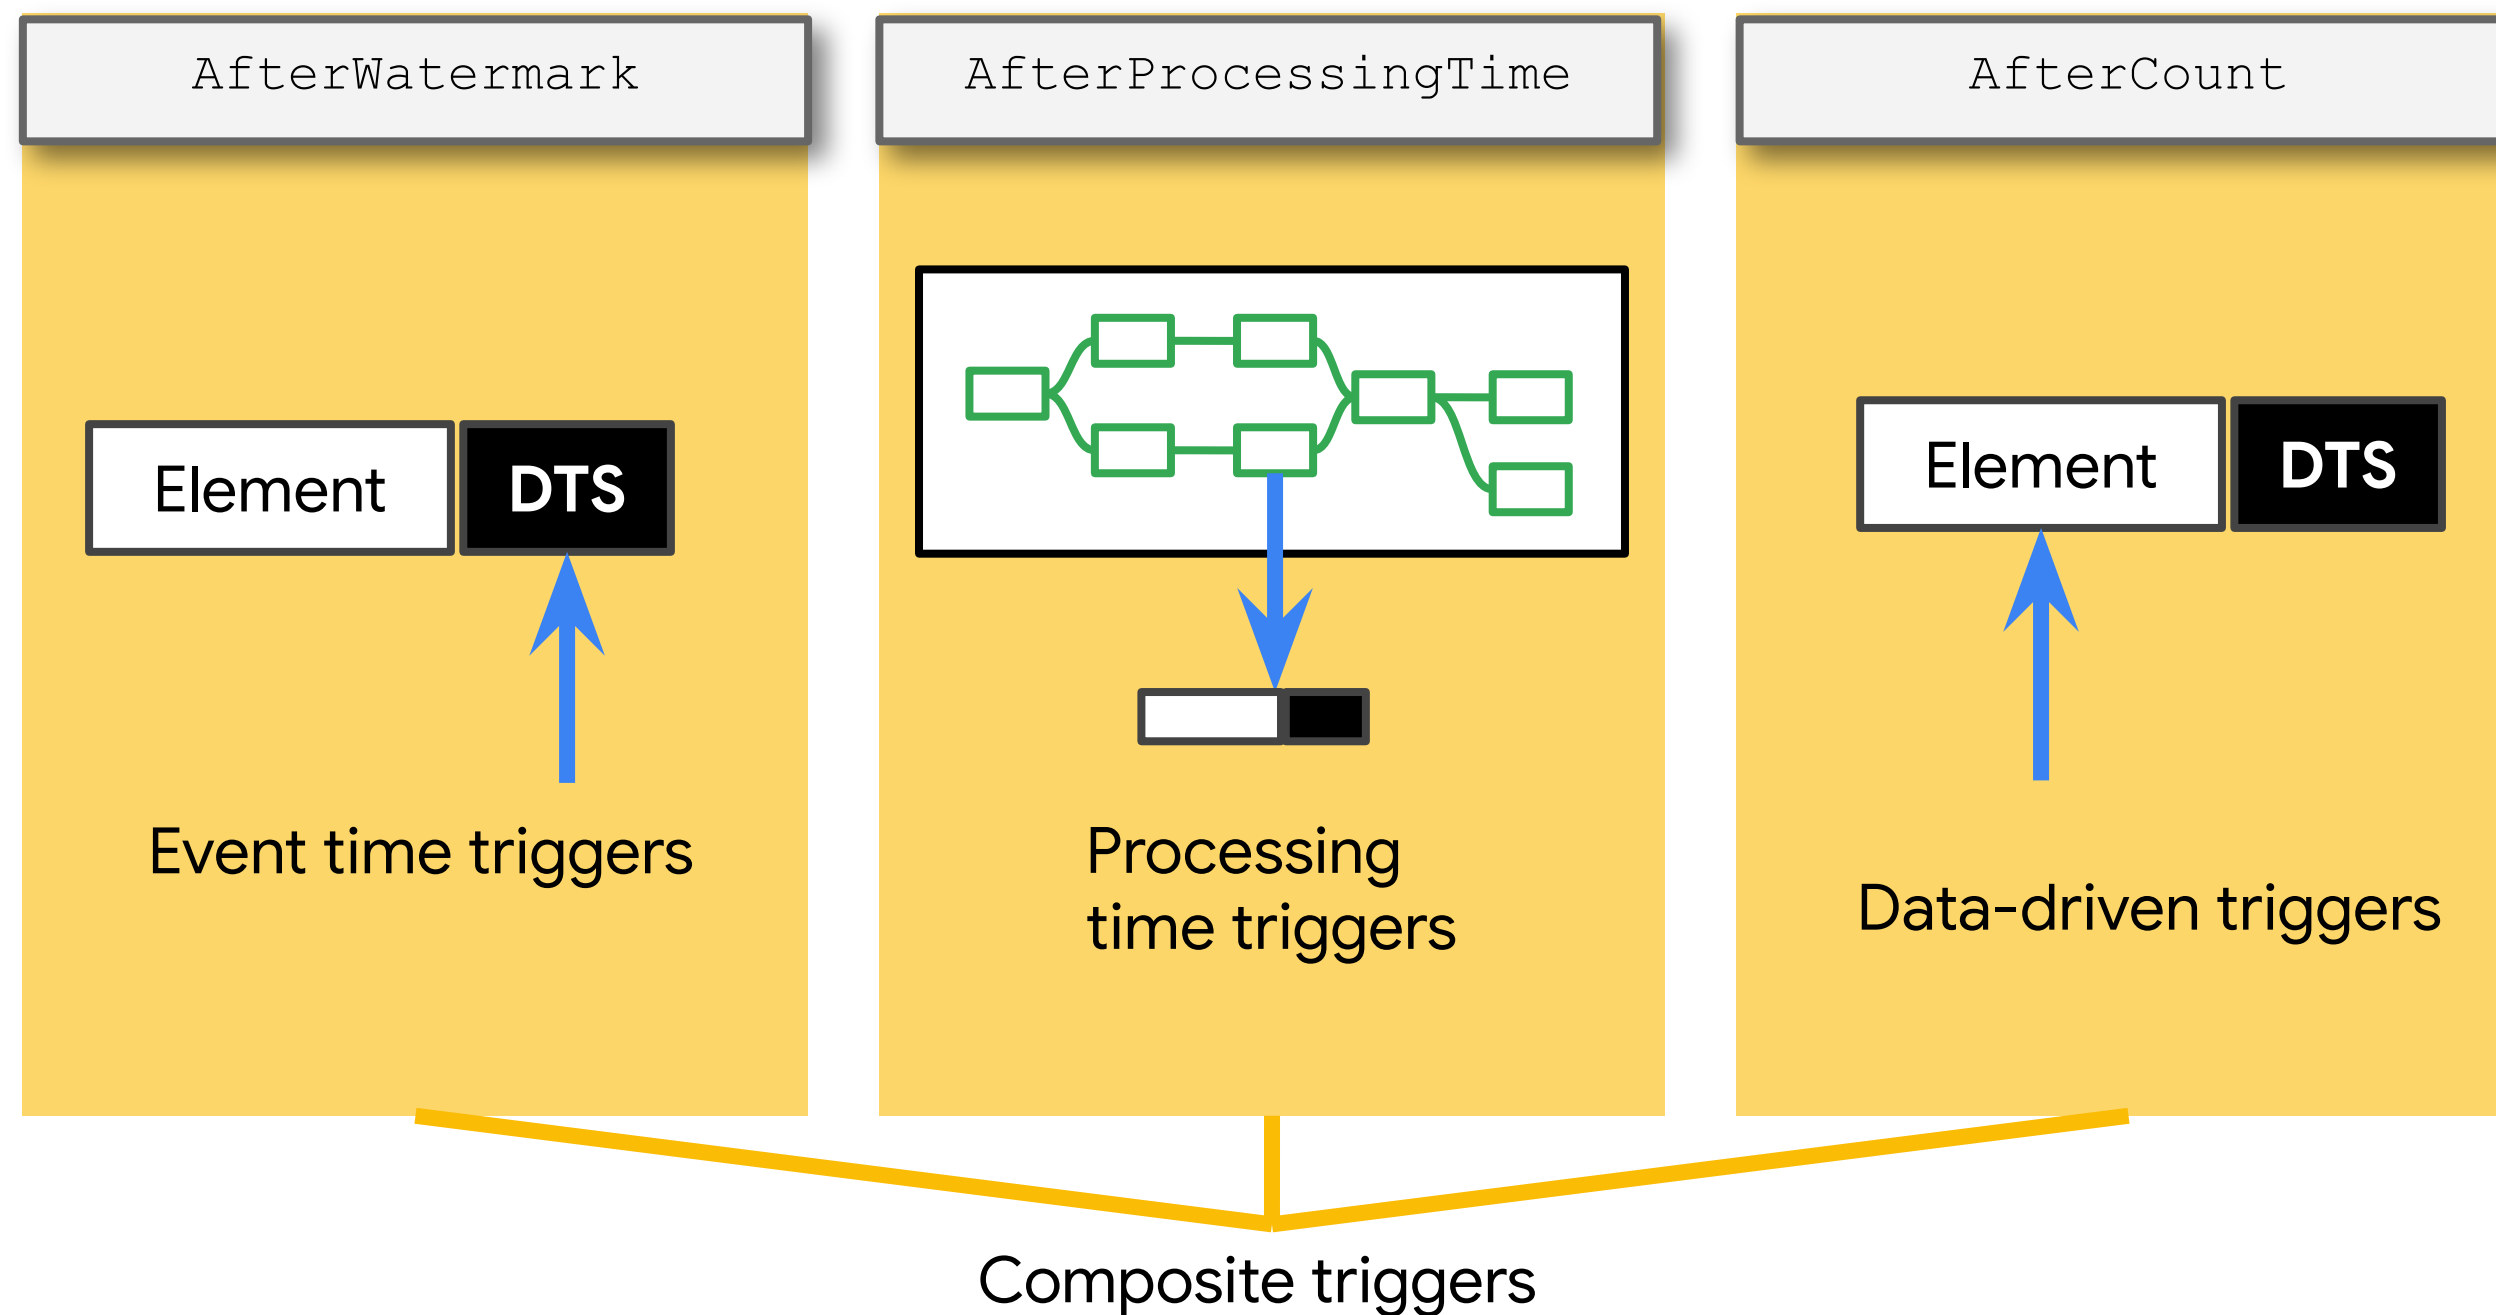 AfterWatermark
AfterProcessingTime
AfterCount
Element DTS
Element DTS
Event time triggers
Processing
time triggers
Data-driven triggers
Composite triggers